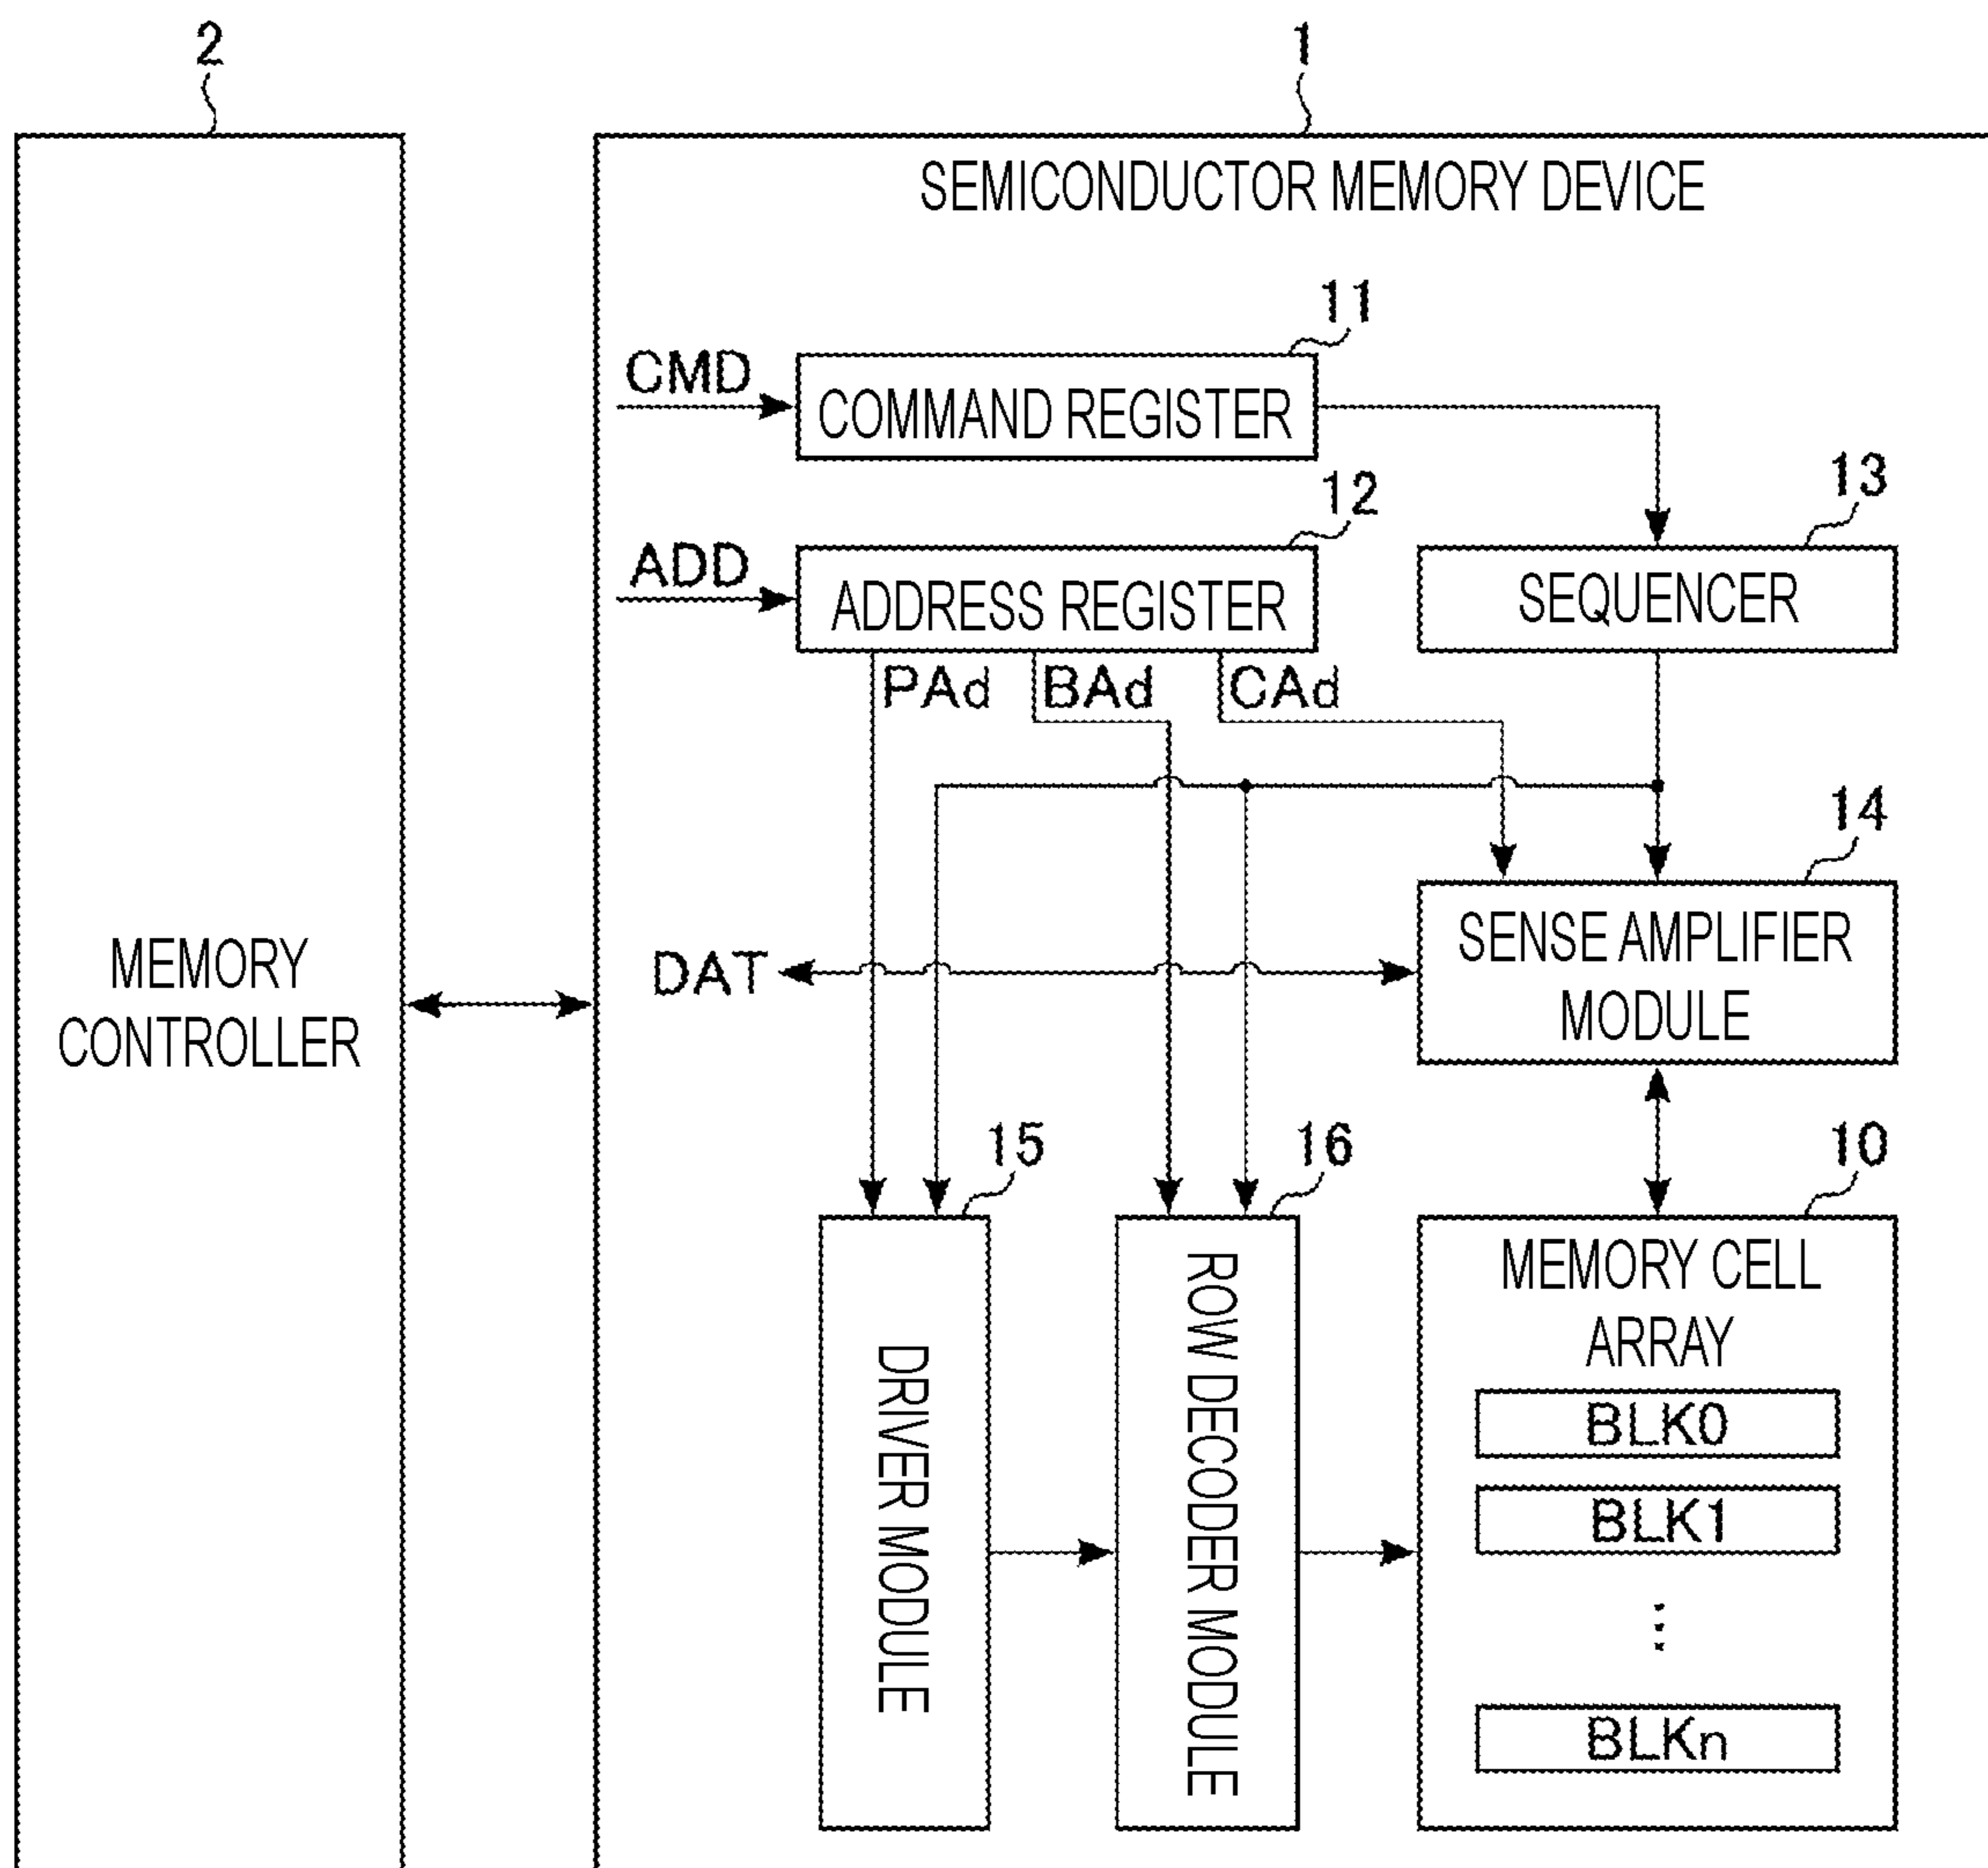 2
1
SEMICONDUCTOR MEMORY DEVICE
11
CMD
COMMAND REGISTER
12
13
ADD
ADDRESS REGISTER
SEQUENCER
PAd
BAd
CAd
14
SENSE AMPLIFIER
MODULE
DAT
MEMORY
CONTROLLER
15
16
10
DRIVER MODULE
ROW DECODER MODULE
MEMORY CELL
ARRAY
BLK0
BLK1
⋮
BLKn